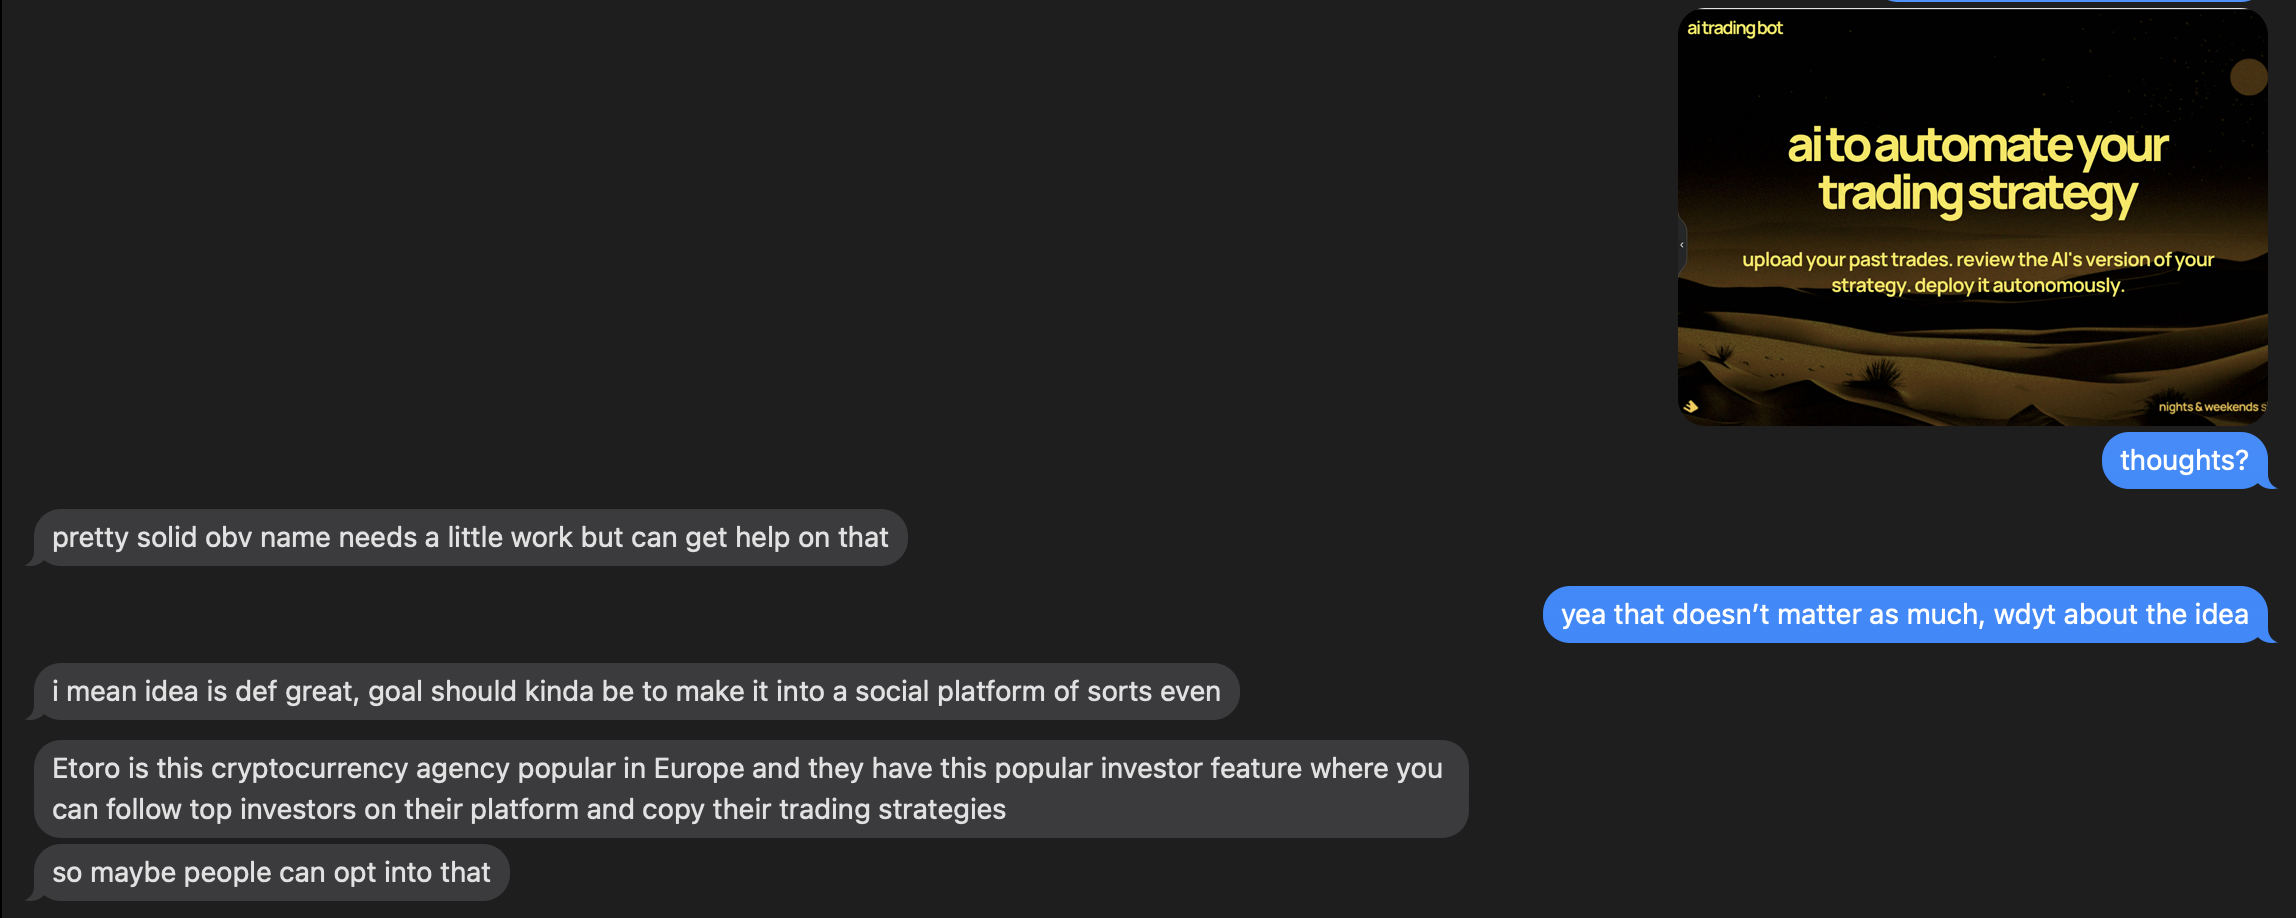 ai trading bot
ai to automate your
trading strategy
upload your past trades. review the AI's version of your
strategy. deploy it autonomously.
nights & weekends
thoughts?
pretty solid obv name needs a little work but can get help on that
yea that doesn’t matter as much, wdyt about the idea
i mean idea is def great, goal should kinda be to make it into a social platform of sorts even
Etoro is this cryptocurrency agency popular in Europe and they have this popular investor feature where you
can follow top investors on their platform and copy their trading strategies
so maybe people can opt into that